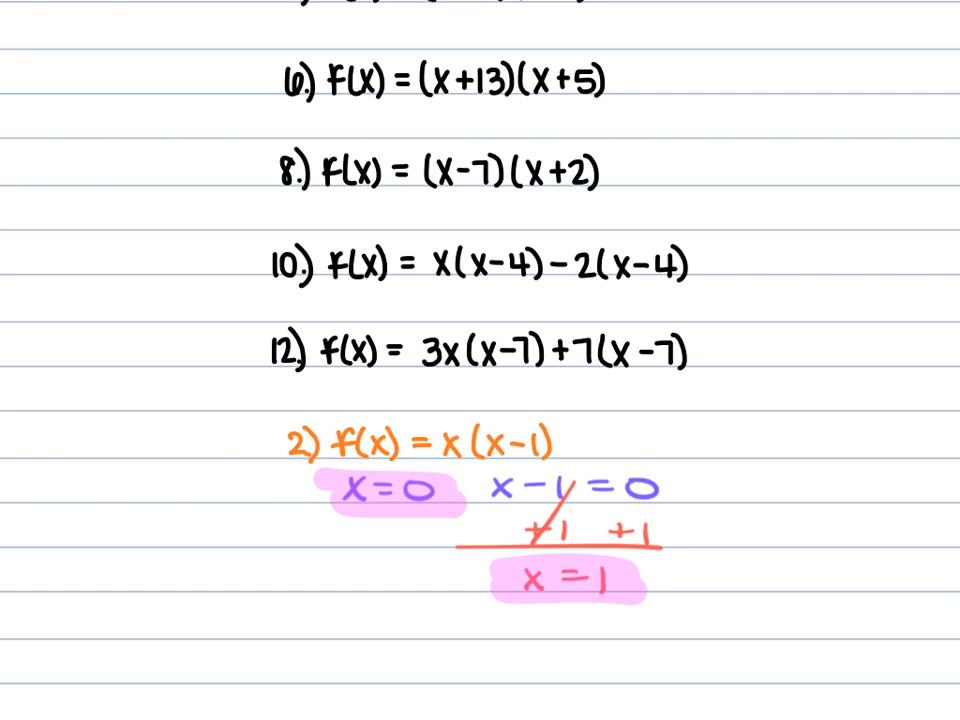 6.) f(x) = (x+13)(x+5)
8.) f(x) = (x-7)(x+2)
10.) f(x) = x(x-4)-2(x-4)
12.) f(x) = 3x(x-7)+7(x-7)
2.) f(x) = x(x-1)
x=0 x-1=0
+1 +1
x=1